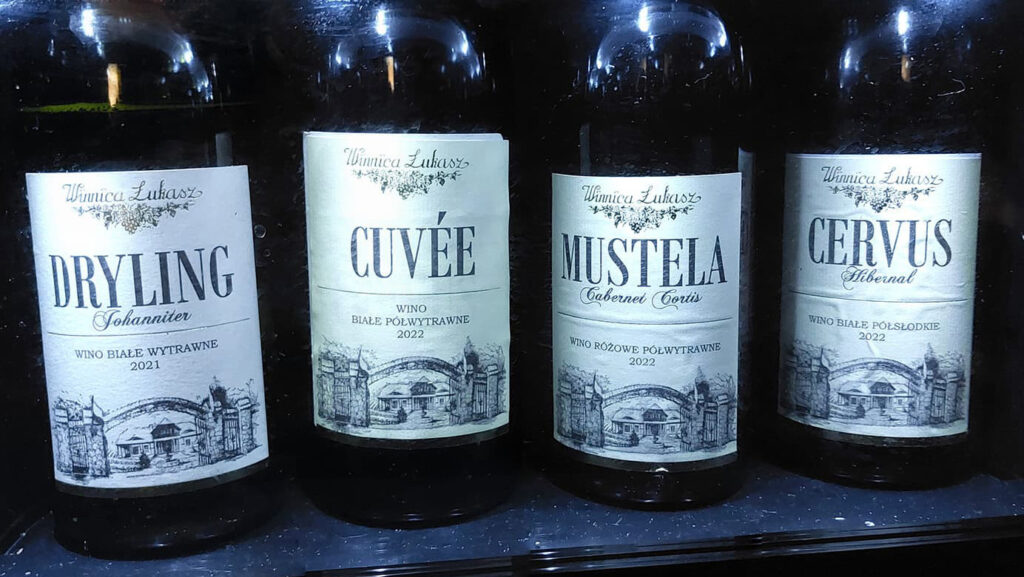 Winnica Łukasz
DRYLING
Johanniter
WINO BIAŁE WYTRAWNE
2021
Winnica Łukasz
CUVÉE
WINO
BIAŁE PÓŁWYTRAWNE
2022
Winnica Łukasz
MUSTELA
Cabernet Cortis
WINO RÓŻOWE PÓŁWYTRAWNE
2022
Winnica Łukasz
CERVUS
Hibernal
WINO BIAŁE PÓŁSŁODKIE
2022